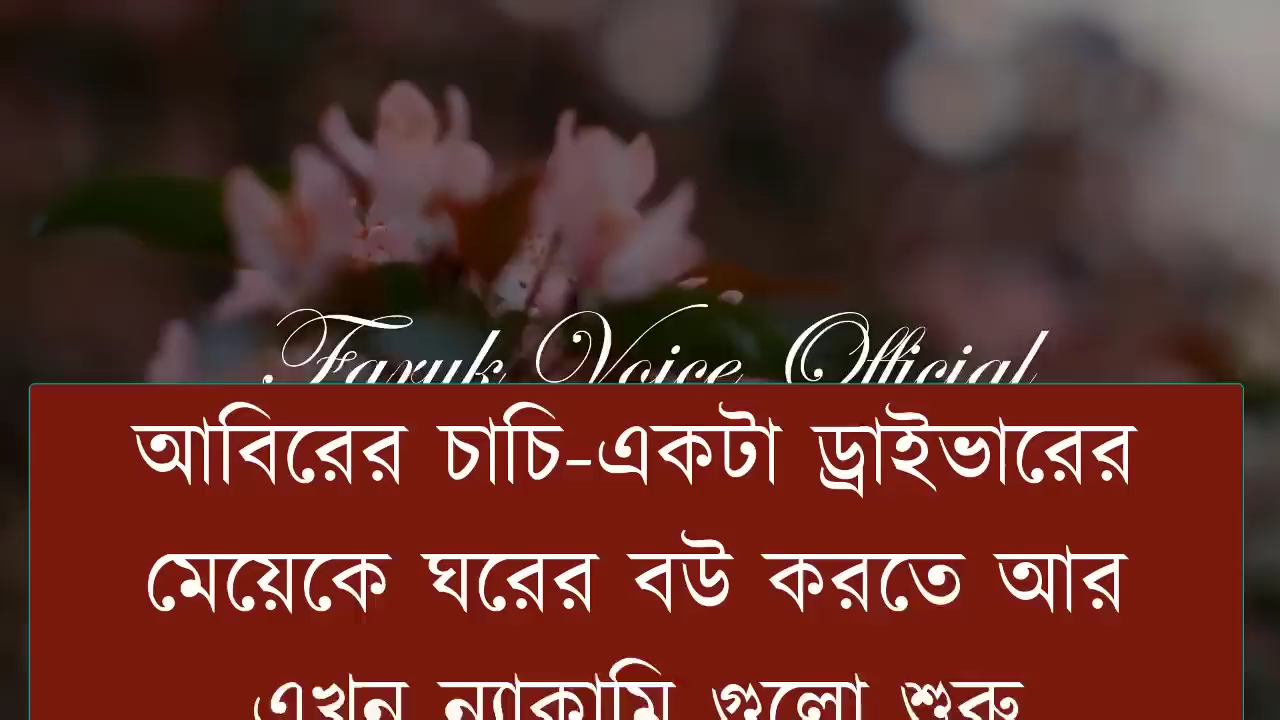 Faruk Voice Official
আবিরের চাচি-একটা ড্রাইভারের
মেয়েকে ঘরের বউ করতে আর
এখন ন্যাকামি গুলো শুরু